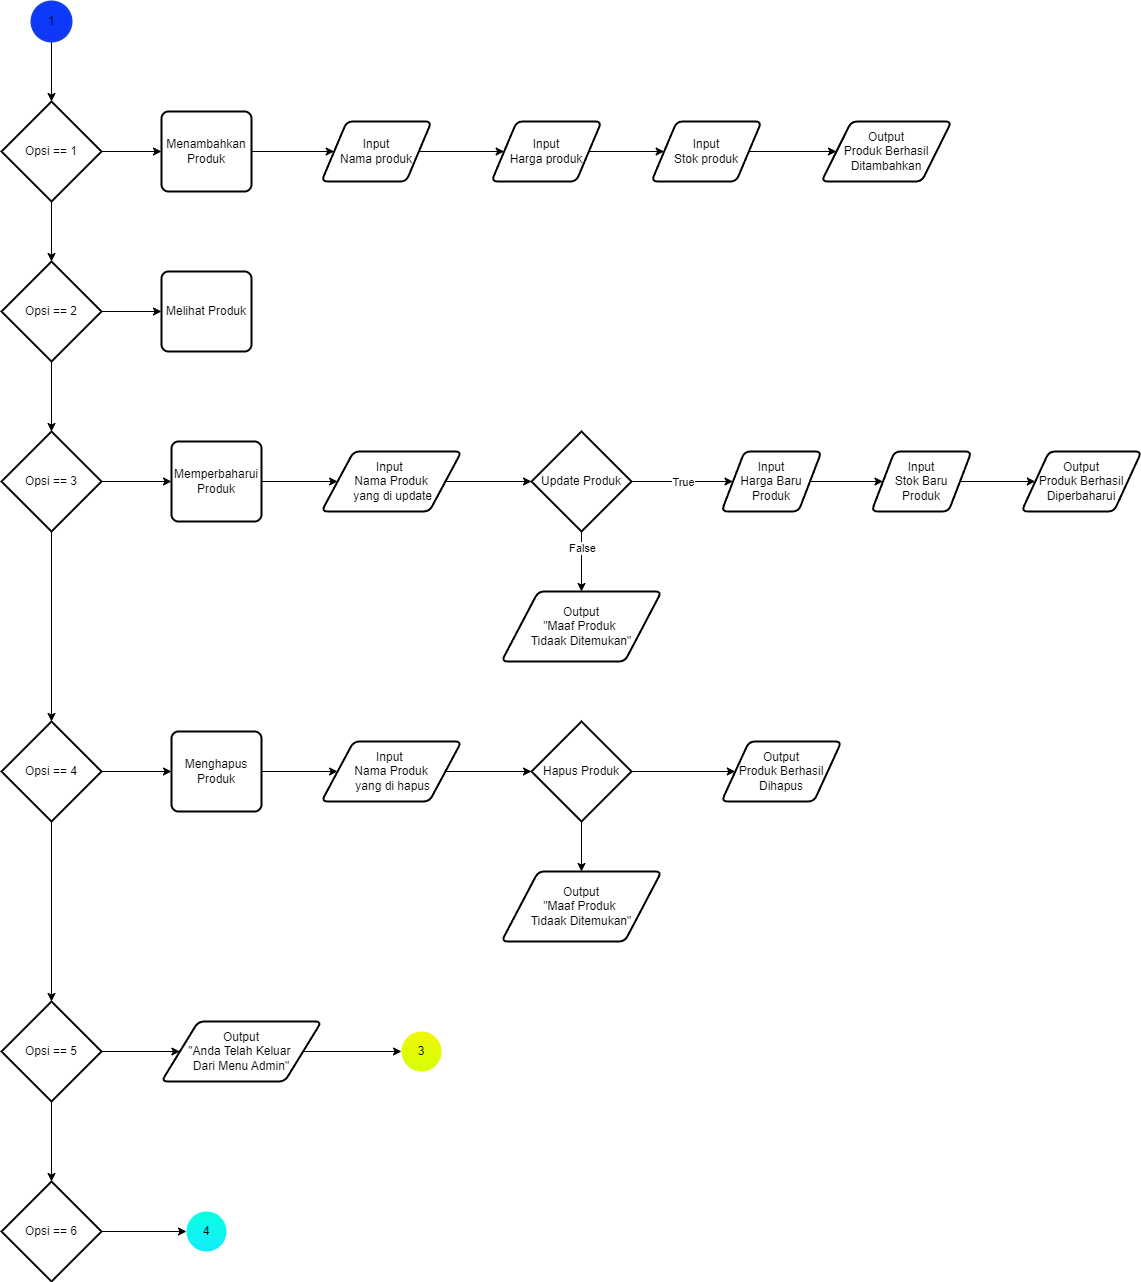 1
Opsi == 1
Menambahkan
Produk
Input
Nama produk
Input
Harga produk
Input
Stok produk
Output
Produk Berhasil
Ditambahkan
Opsi == 2
Melihat Produk
Opsi == 3
Memperbaharui
Produk
Input
Nama Produk
yang di update
Update Produk
True
Input
Harga Baru
Produk
Input
Stok Baru
Produk
Output
Produk Berhasil
Diperbaharui
False
Output
"Maaf Produk
Tidaak Ditemukan"
Opsi == 4
Menghapus
Produk
Input
Nama Produk
yang di hapus
Hapus Produk
Output
Produk Berhasil
Dihapus
Output
"Maaf Produk
Tidaak Ditemukan"
Opsi == 5
Output
"Anda Telah Keluar
Dari Menu Admin"
3
Opsi == 6
4